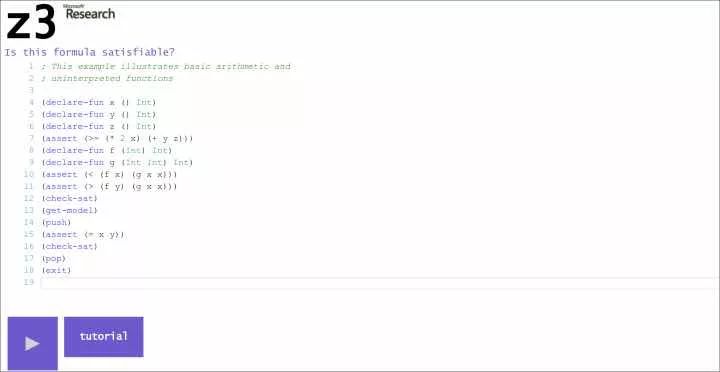 z3 Microsoft Research
Is this formula satisfiable?
1 ; This example illustrates basic arithmetic and
2 ; uninterpreted functions
3
4 (declare-fun x () Int)
5 (declare-fun y () Int)
6 (declare-fun z () Int)
7 (assert (>= (* 2 x) (+ y z)))
8 (declare-fun f (Int) Int)
9 (declare-fun g (Int Int) Int)
10 (assert (< (f x) (g x x)))
11 (assert (> (f y) (g x x)))
12 (check-sat)
13 (get-model)
14 (push)
15 (assert (= x y))
16 (check-sat)
17 (pop)
18 (exit)
19
tutorial